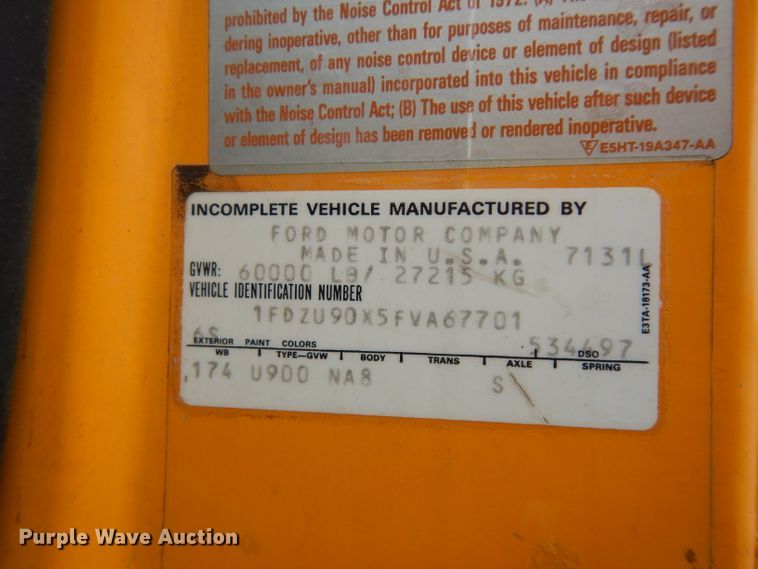 prohibited by the Noise Control Act of 1972. (A) The
dering inoperative, other than for purposes of maintenance, repair, or
replacement, of any noise control device or element of design (listed
in the owner's manual) incorporated into this vehicle in compliance
with the Noise Control Act; (B) The use of this vehicle after such device
or element of design has been removed or rendered inoperative.
E5HT-19A347-AA
INCOMPLETE VEHICLE MANUFACTURED BY
FORD MOTOR COMPANY
MADE IN U.S.A. 7131L
GVWR: 60000 LB/ 27215 KG
VEHICLE IDENTIFICATION NUMBER
1FDZU90X5FVA67701
E3TA-18173-AA
6S 534497
EXTERIOR PAINT COLORS DSO
WB TYPE-GVW BODY TRANS AXLE SPRING
174 U900 NA8 S
Purple Wave Auction